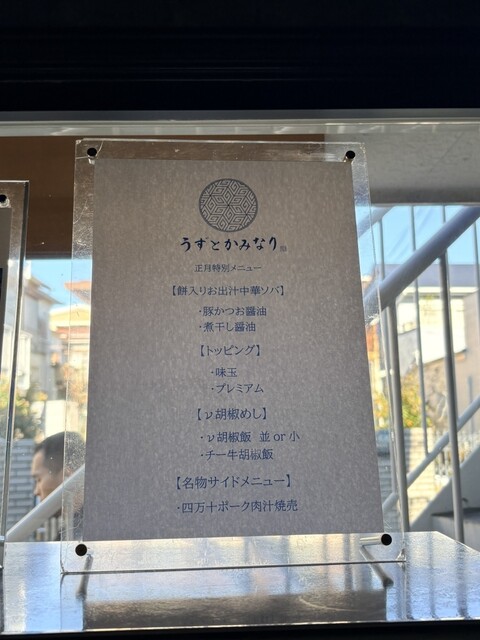 うずとかみなり
正月特別メニュー
【餅入りお出汁中華ソバ】
・豚かつお醤油
・煮干し醤油
【トッピング】
・味玉
・プレミアム
【ν胡椒めし】
・ν胡椒飯 並 or 小
・チー牛胡椒飯
【名物サイドメニュー】
・四万十ポーク肉汁焼売